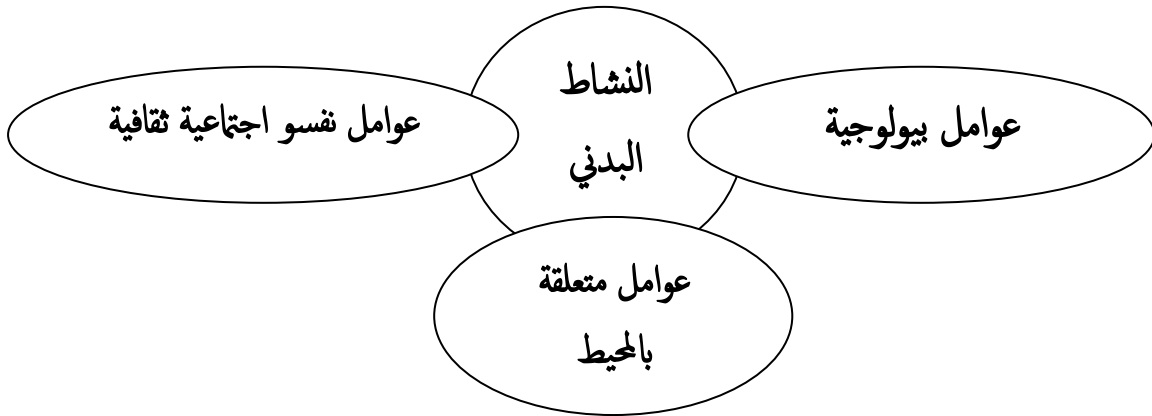 النشاط
البدني
عوامل بيولوجية
عوامل نفسو اجتماعية ثقافية
عوامل متعلقة
بالمحيط